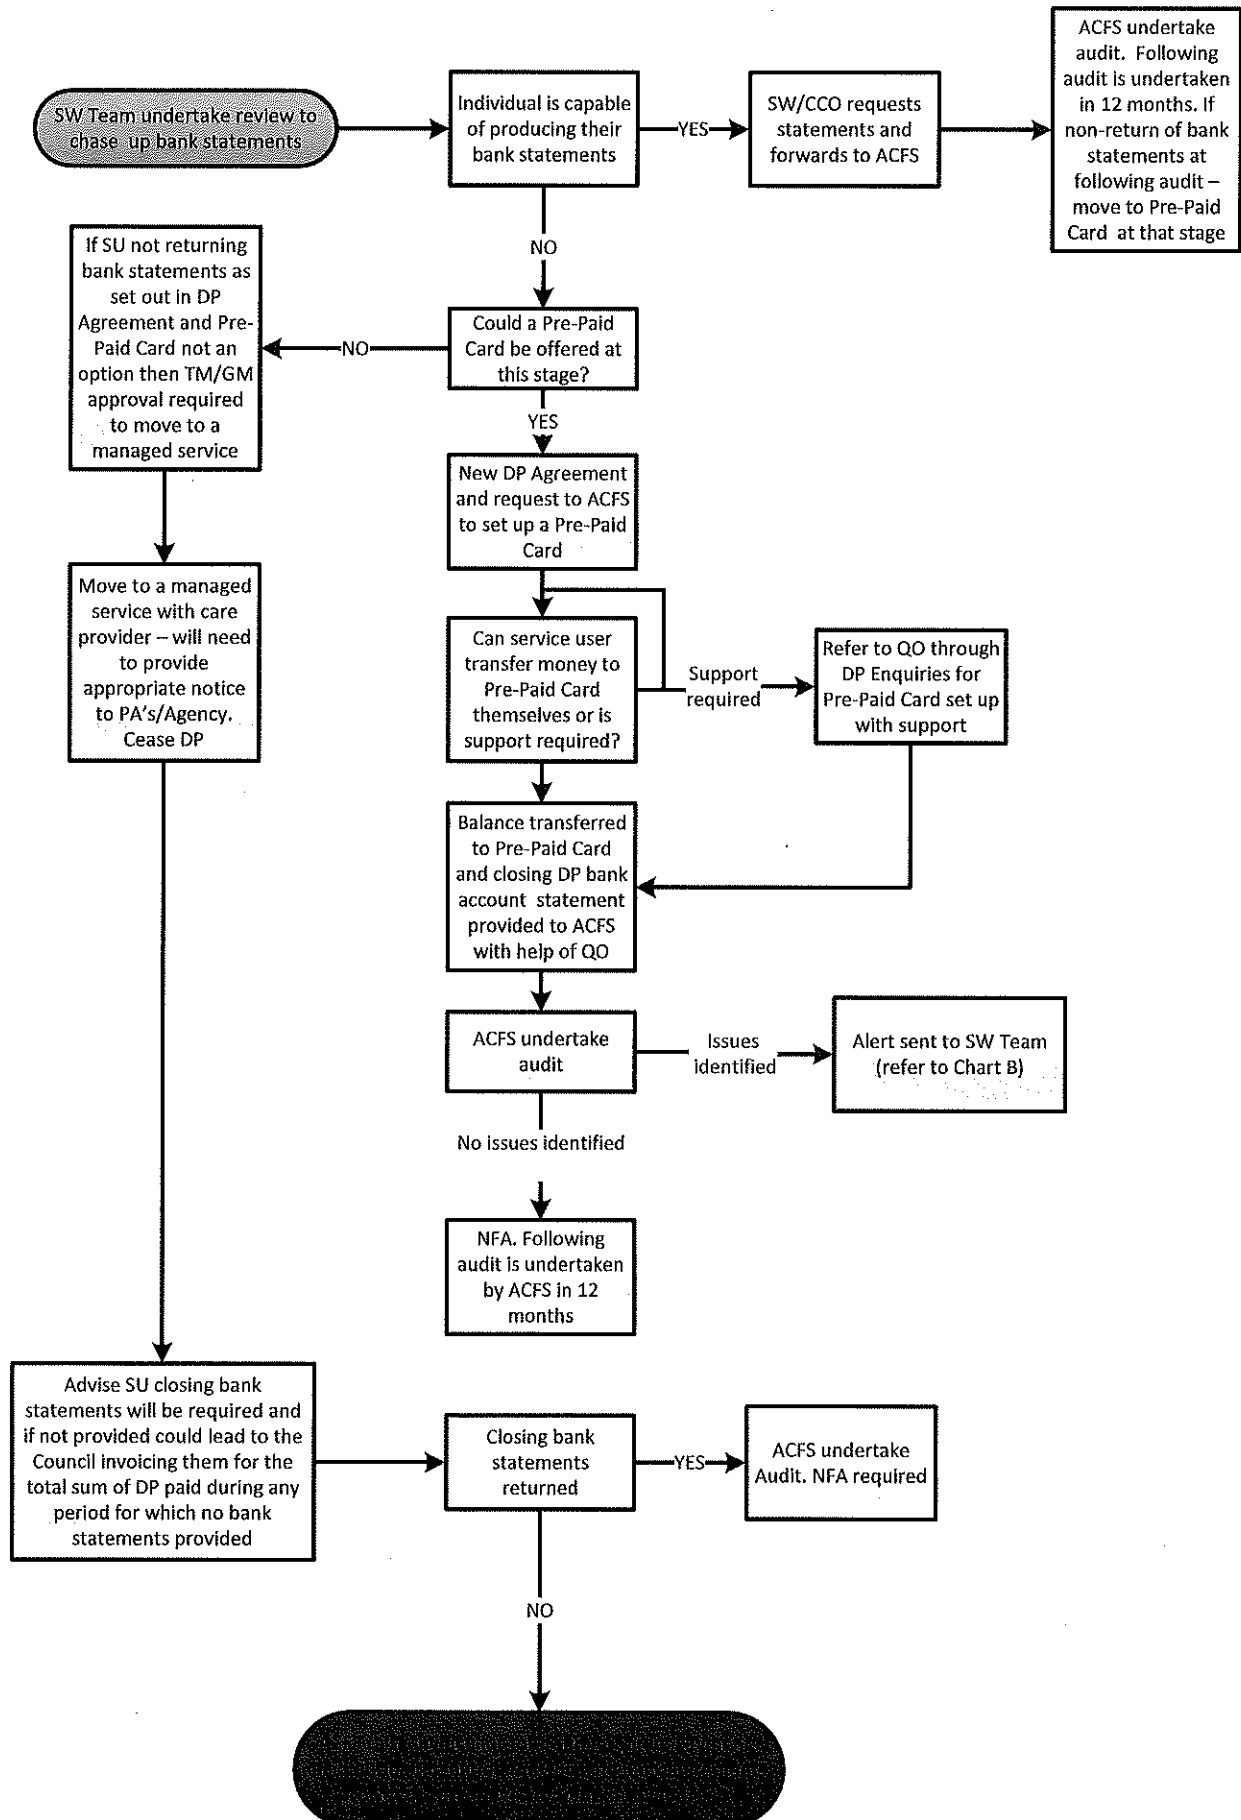 SW Team undertake review to
chase up bank statements
Individual is capable
of producing their
bank statements
YES
SW/CCO requests
statements and
forwards to ACFS
ACFS undertake
audit. Following
audit is undertaken
in 12 months. If
non-return of bank
statements at
following audit –
move to Pre-Paid
Card at that stage
NO
Could a Pre-Paid
Card be offered at
this stage?
NO
If SU not returning
bank statements as
set out in DP
Agreement and Pre-
Paid Card not an
option then TM/GM
approval required
to move to a
managed service
YES
New DP Agreement
and request to ACFS
to set up a Pre-Paid
Card
Move to a managed
service with care
provider – will need
to provide
appropriate notice
to PA's/Agency.
Cease DP
Can service user
transfer money to
Pre-Paid Card
themselves or is
support required?
Support
required
Refer to QO through
DP Enquiries for
Pre-Paid Card set up
with support
Balance transferred
to Pre-Paid Card
and closing DP bank
account statement
provided to ACFS
with help of QO
ACFS undertake
audit
Issues
identified
Alert sent to SW Team
(refer to Chart B)
No issues identified
NFA. Following
audit is undertaken
by ACFS in 12
months
Advise SU closing bank
statements will be required and
if not provided could lead to the
Council invoicing them for the
total sum of DP paid during any
period for which no bank
statements provided
Closing bank
statements
returned
YES
ACFS undertake
Audit. NFA required
NO